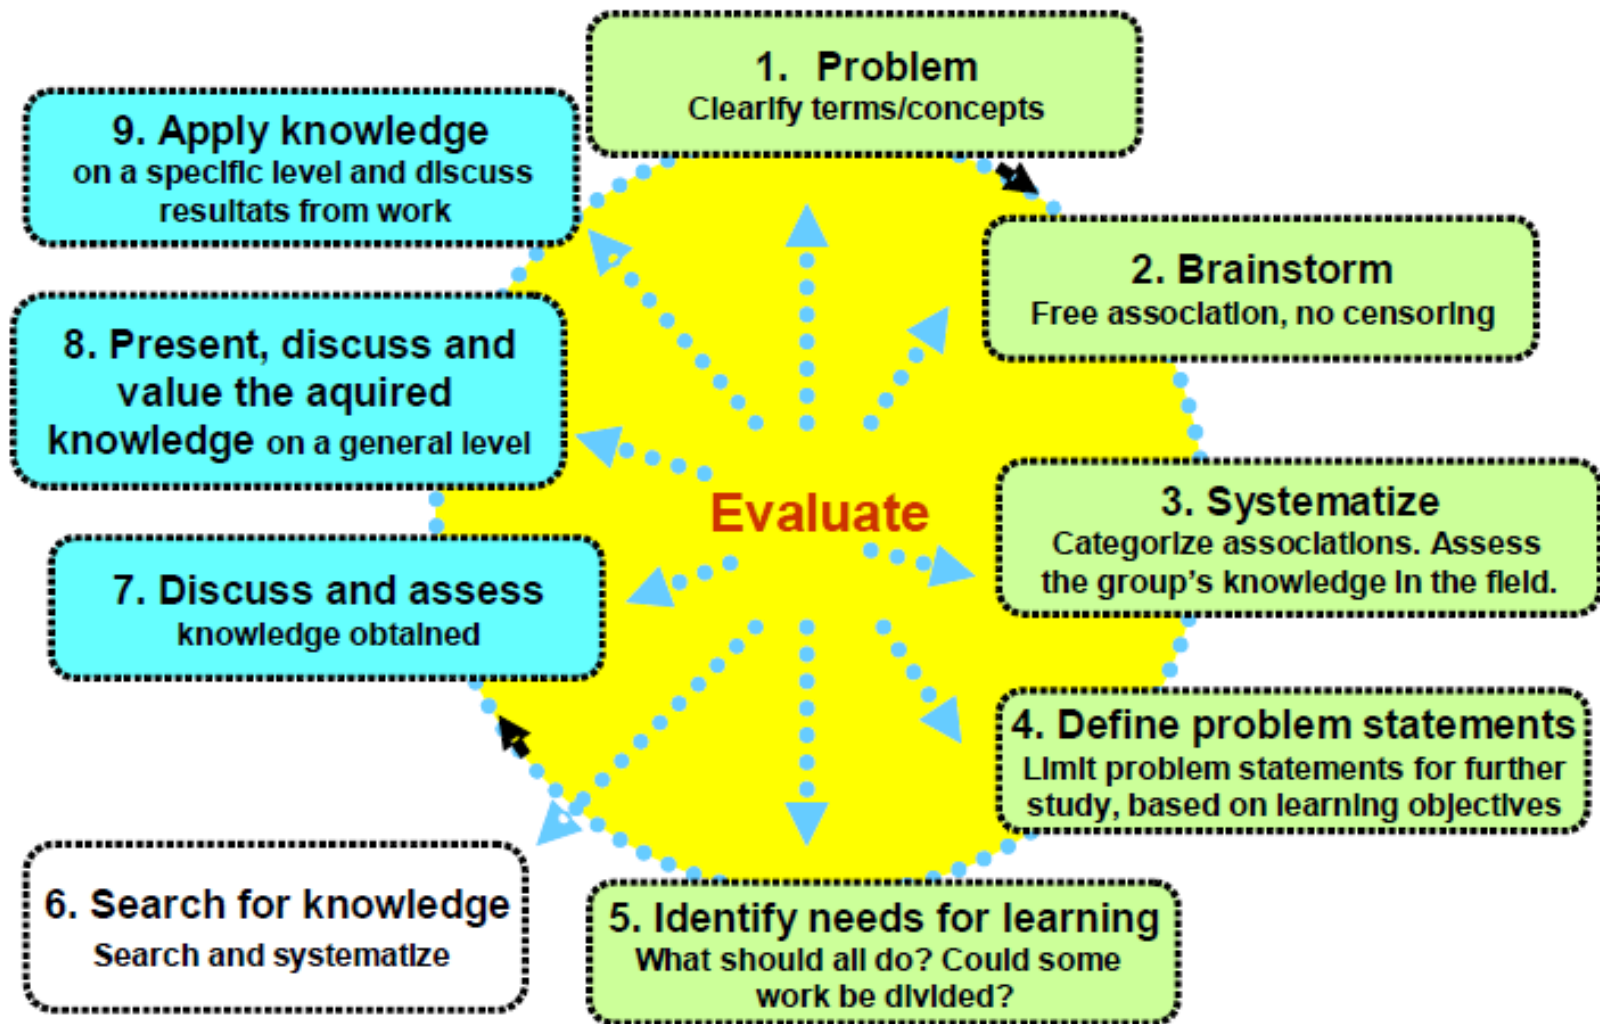 1. Problem
Clearify terms/concepts
2. Brainstorm
Free association, no censoring
3. Systematize
Categorize associations. Assess
the group's knowledge in the field.
4. Define problem statements
Limit problem statements for further
study, based on learning objectives
5. Identify needs for learning
What should all do? Could some
work be divided?
6. Search for knowledge
Search and systematize
7. Discuss and assess
knowledge obtained
8. Present, discuss and
value the aquired
knowledge on a general level
9. Apply knowledge
on a specific level and discuss
resultats from work
Evaluate